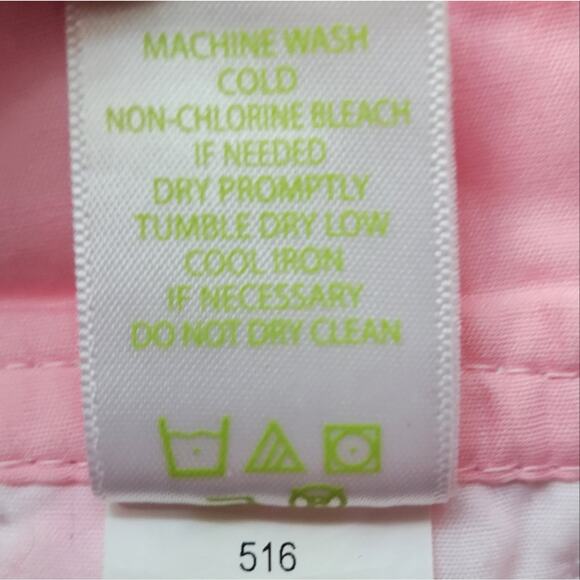 MACHINE WASH
COLD
NON-CHLORINE BLEACH
IF NEEDED
DRY PROMPTLY
TUMBLE DRY LOW
COOL IRON
IF NECESSARY
DO NOT DRY CLEAN
516